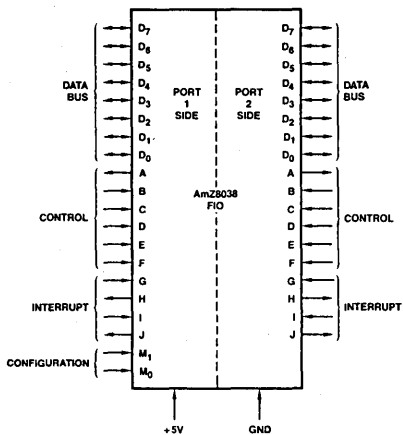 D7 D7
D6 D6
D5 D5
DATA BUS D4 PORT 1 SIDE PORT 2 SIDE D4 DATA BUS
D3 D3
D2 D2
D1 D1
D0 D0
A A
B AmZ8038 FIO B
CONTROL C C CONTROL
D D
E E
F F
G G
INTERRUPT H H INTERRUPT
I I
J J
CONFIGURATION M1
M0
+5V GND